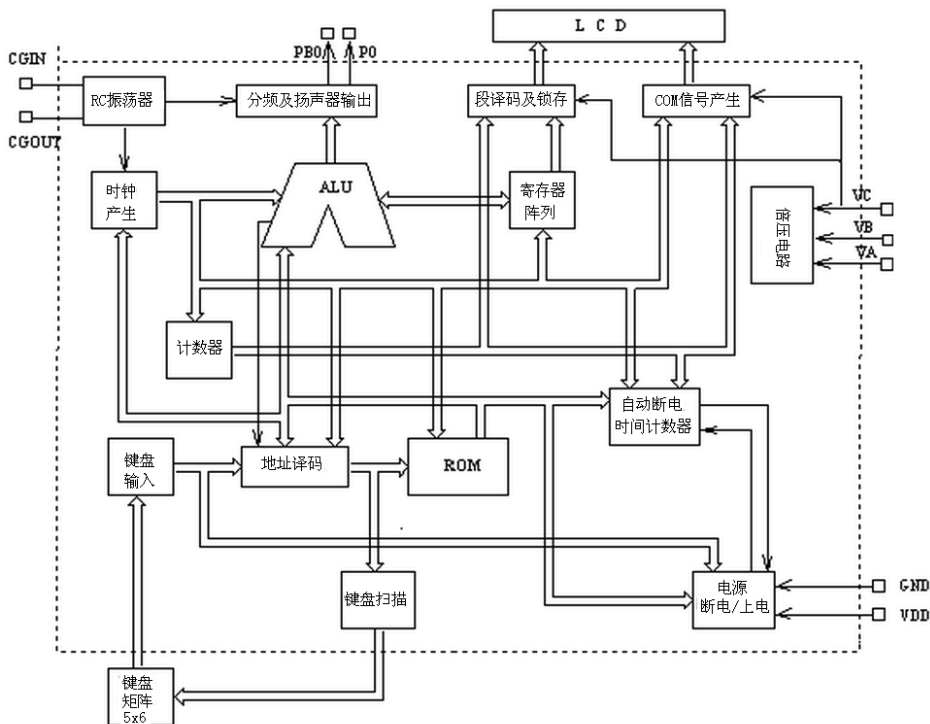 L C D
PB0 P0
CGIN
RC振荡器
分频及扬声器输出
段译码及锁存
COM信号产生
CGOUT
时钟
产生
ALU
寄存器
阵列
倍压电路
VC
VB
VA
计数器
自动断电
时间计数器
键盘
输入
地址译码
ROM
键盘扫描
电源
断电/上电
GND
VDD
键盘
矩阵
5x6